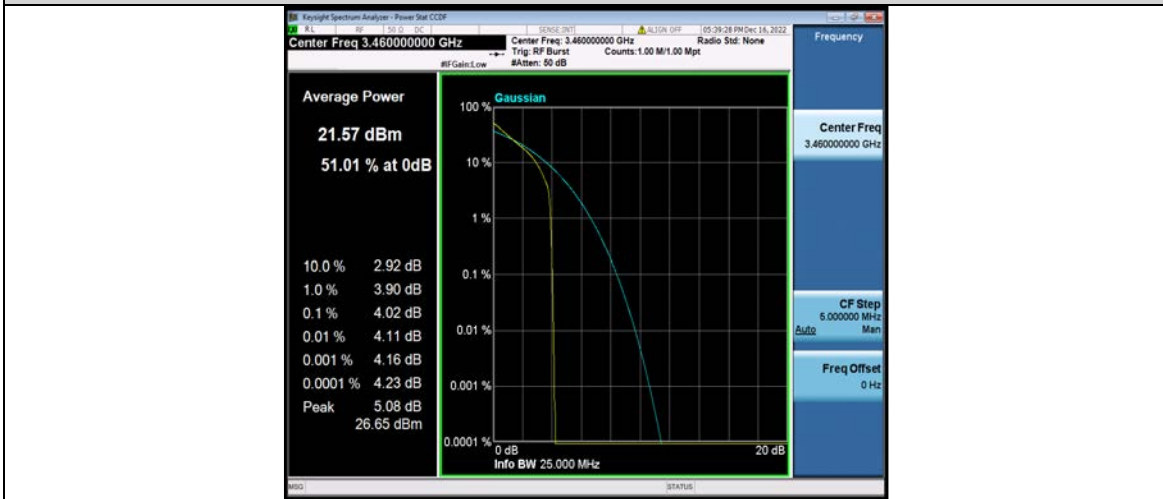 Keysight Spectrum Analyzer - Power Stat CCDF
RL RF 50 Ω DC SENSE:INT ALIGN OFF 05:39:28 PM Dec 16, 2022
Center Freq 3.460000000 GHz
Center Freq: 3.460000000 GHz Radio Std: None
Trig: RF Burst Counts:1.00 M/1.00 Mpt
#IFGain:Low #Atten: 50 dB
Frequency
Average Power
21.57 dBm
51.01 % at 0dB
10.0 % 2.92 dB
1.0 % 3.90 dB
0.1 % 4.02 dB
0.01 % 4.11 dB
0.001 % 4.16 dB
0.0001 % 4.23 dB
Peak 5.08 dB
26.65 dBm
Gaussian
100 %
10 %
1 %
0.1 %
0.01 %
0.001 %
0.0001 %
0 dB 20 dB
Info BW 25.000 MHz
Center Freq
3.460000000 GHz
CF Step
5.000000 MHz
Auto Man
Freq Offset
0 Hz
MSG STATUS